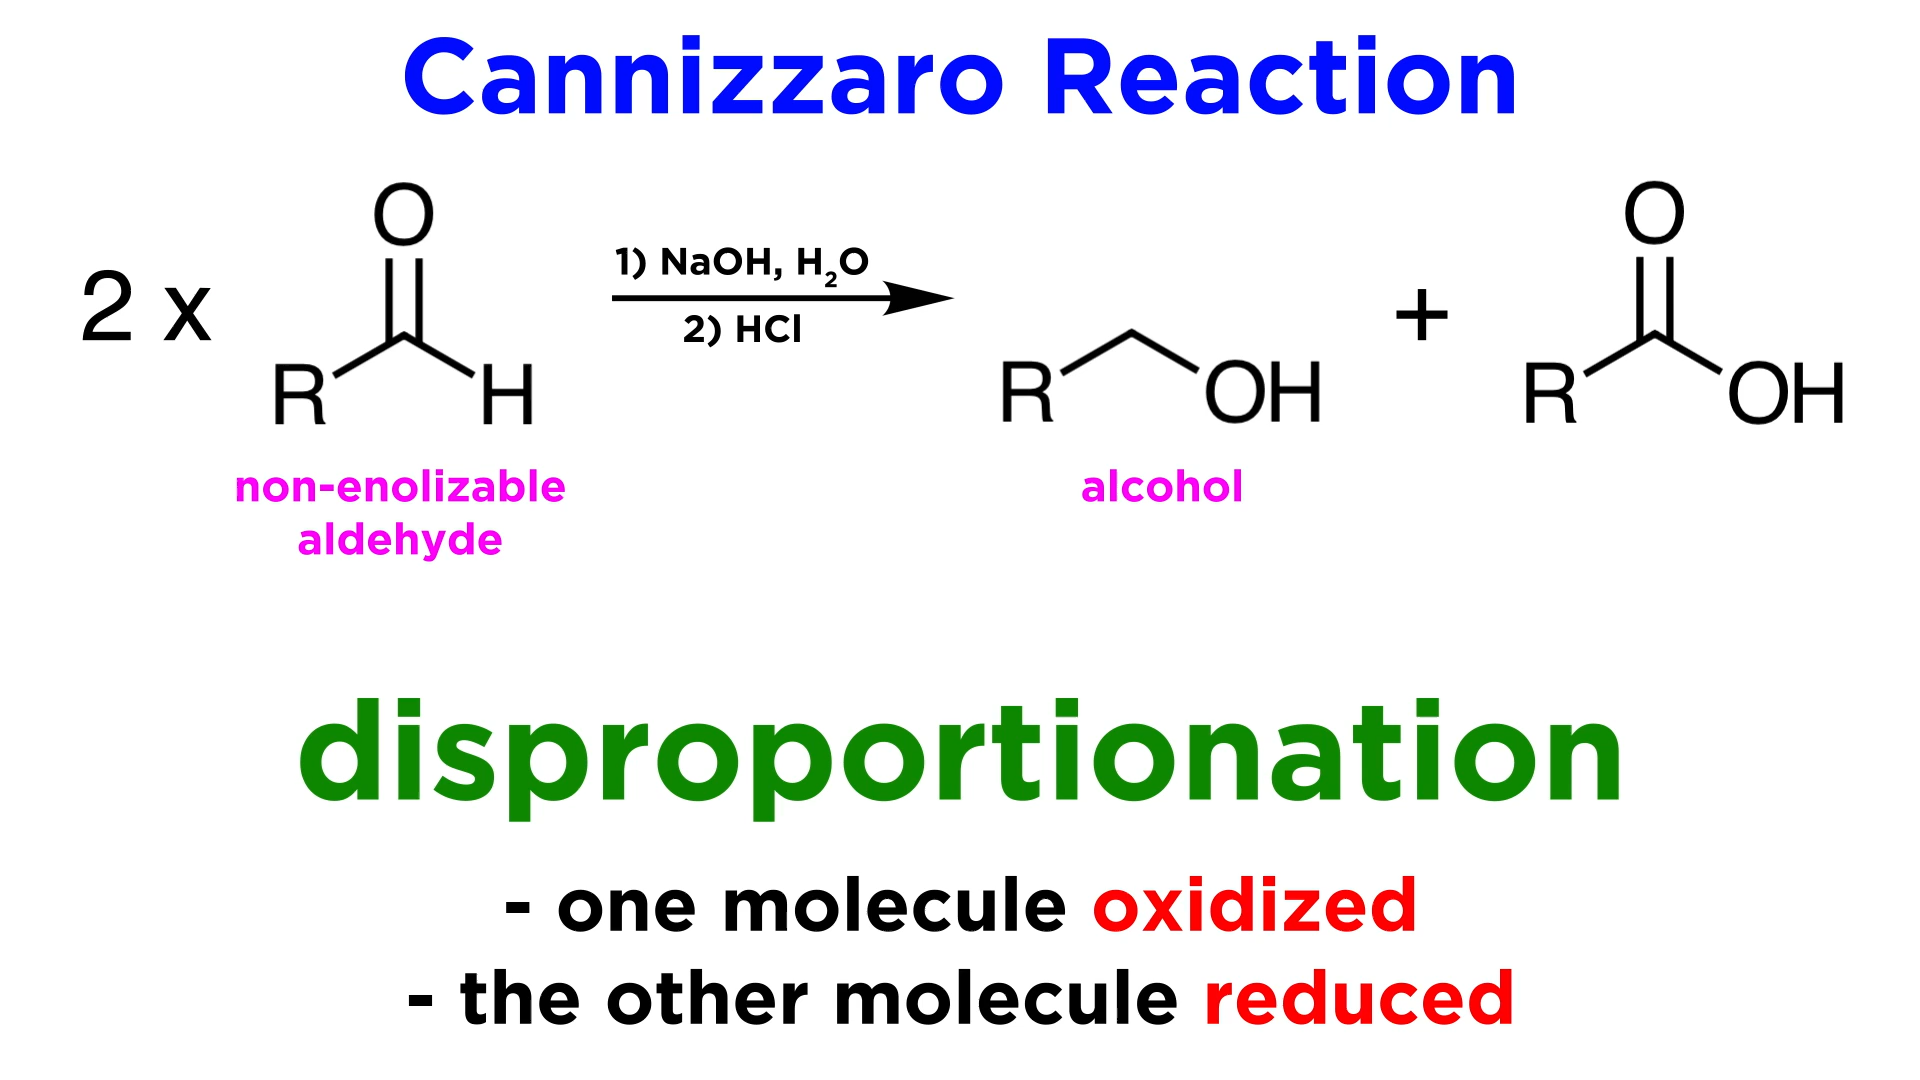 Cannizzaro Reaction
2 x
O
R
H
1) NaOH, H₂O
2) HCl
R
OH
+
O
R
OH
non-enolizable
aldehyde
alcohol
disproportionation
- one molecule oxidized
- the other molecule reduced